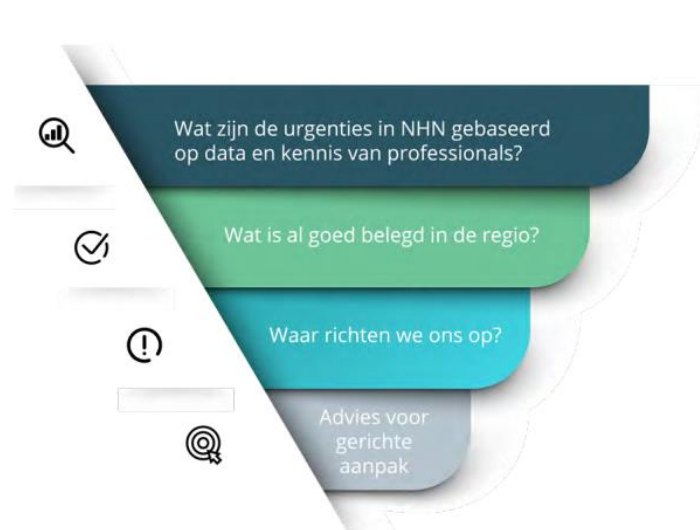 Wat zijn de urgenties in NHN gebaseerd
op data en kennis van professionals?
Wat is al goed belegd in de regio?
Waar richten we ons op?
Advies voor
gerichte
aanpak